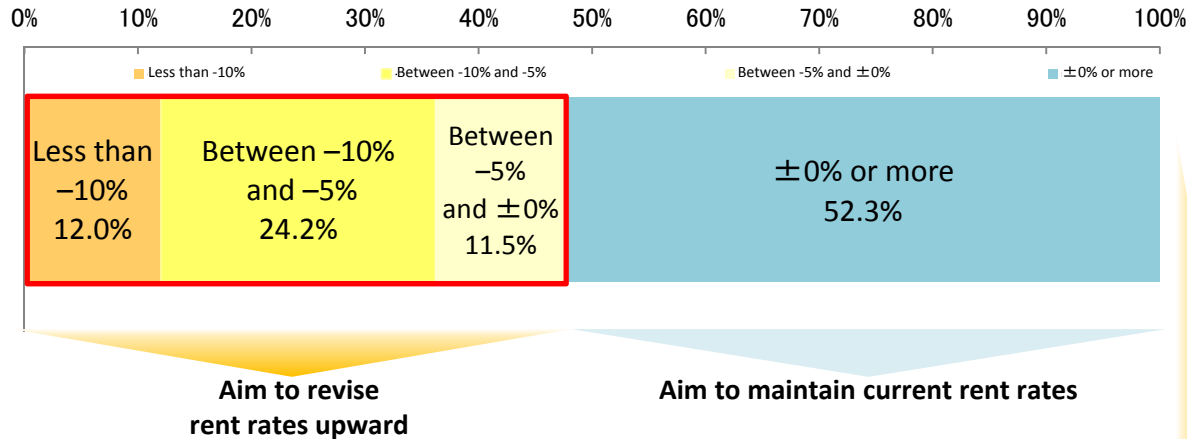 0% 10% 20% 30% 40% 50% 60% 70% 80% 90% 100%
Less than -10% Between -10% and -5% Between -5% and ±0% ±0% or more
Less than
–10%
12.0%
Between –10%
and –5%
24.2%
Between
–5%
and ±0%
11.5%
±0% or more
52.3%
Aim to revise
rent rates upward
Aim to maintain current rent rates